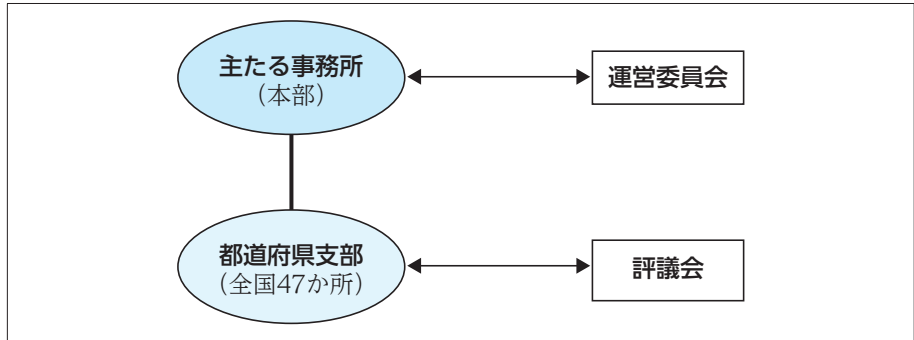 主たる事務所
（本部）
運営委員会
都道府県支部
（全国47か所）
評議会